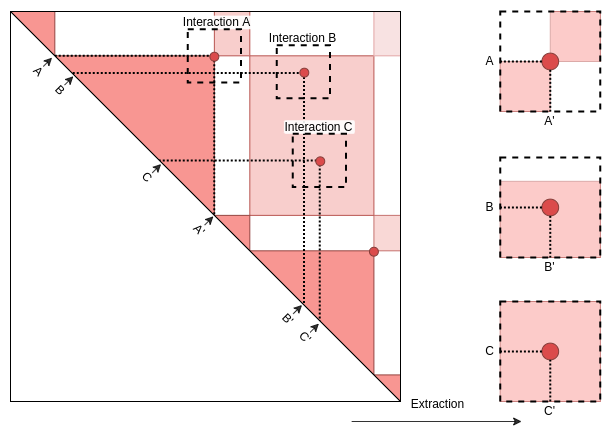 Interaction A
Interaction B
Interaction C
A
B
C
A'
B'
C'
Extraction
A
A'
B
B'
C
C'